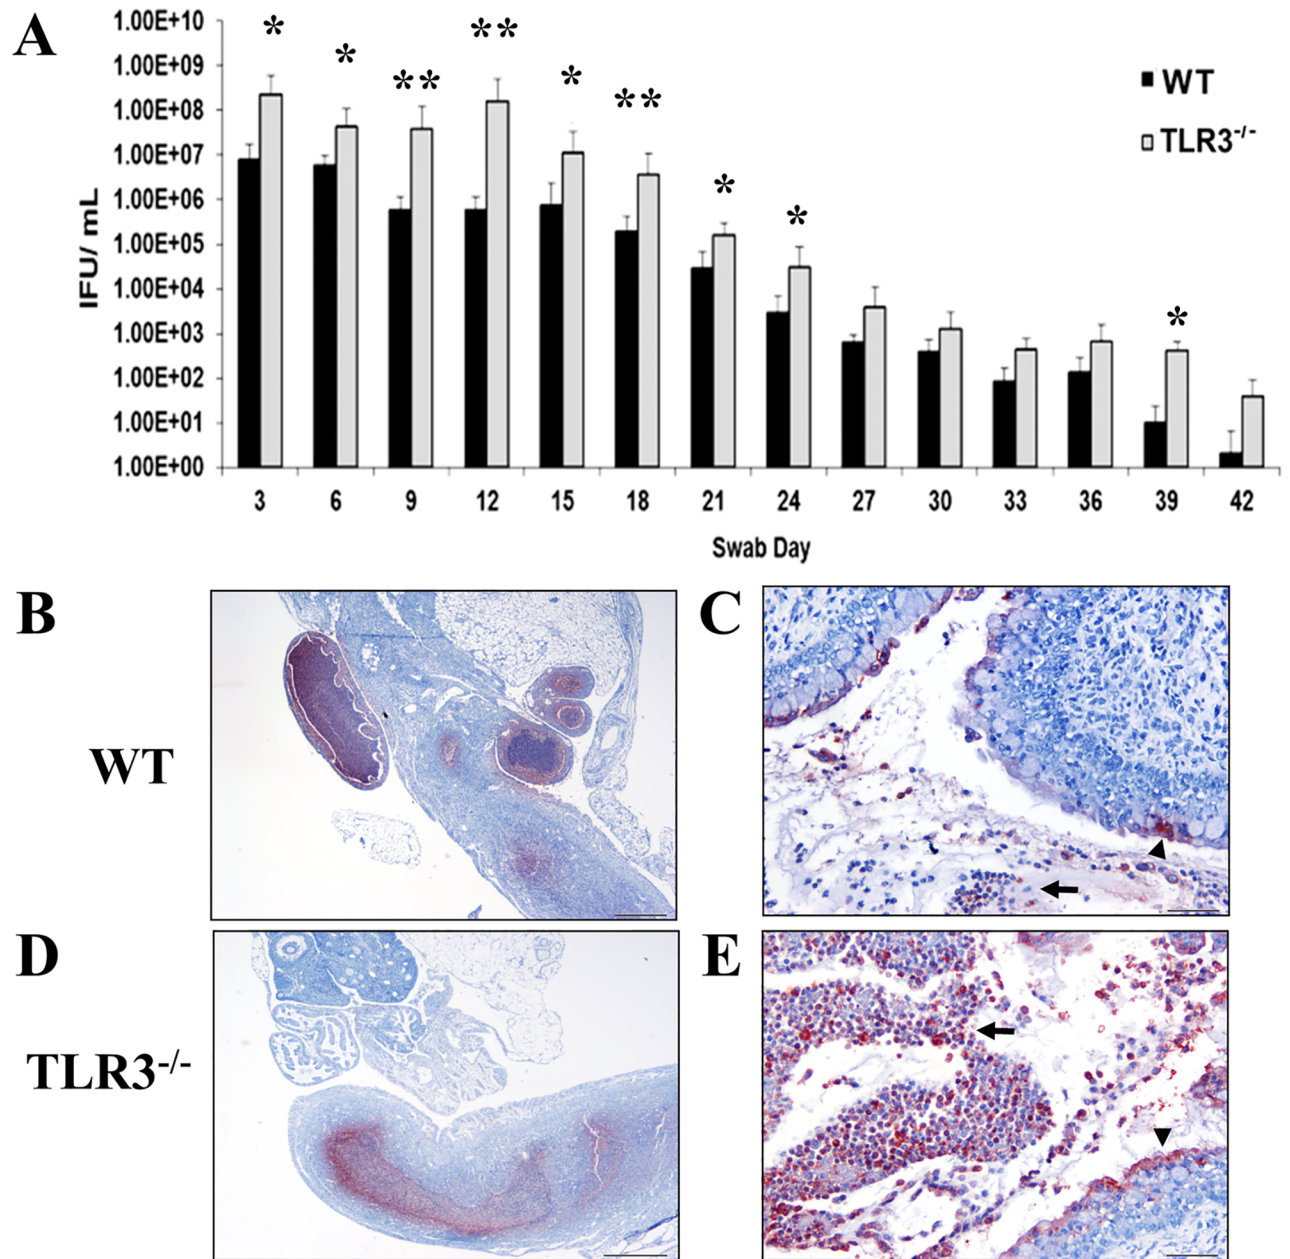 A
1.00E+10
1.00E+09
1.00E+08
1.00E+07
1.00E+06
1.00E+05
1.00E+04
1.00E+03
1.00E+02
1.00E+01
1.00E+00
IFU/ mL
* * ** ** * ** * * *
WT
TLR3-/-
3 6 9 12 15 18 21 24 27 30 33 36 39 42
Swab Day
B
C
WT
D
E
TLR3-/-